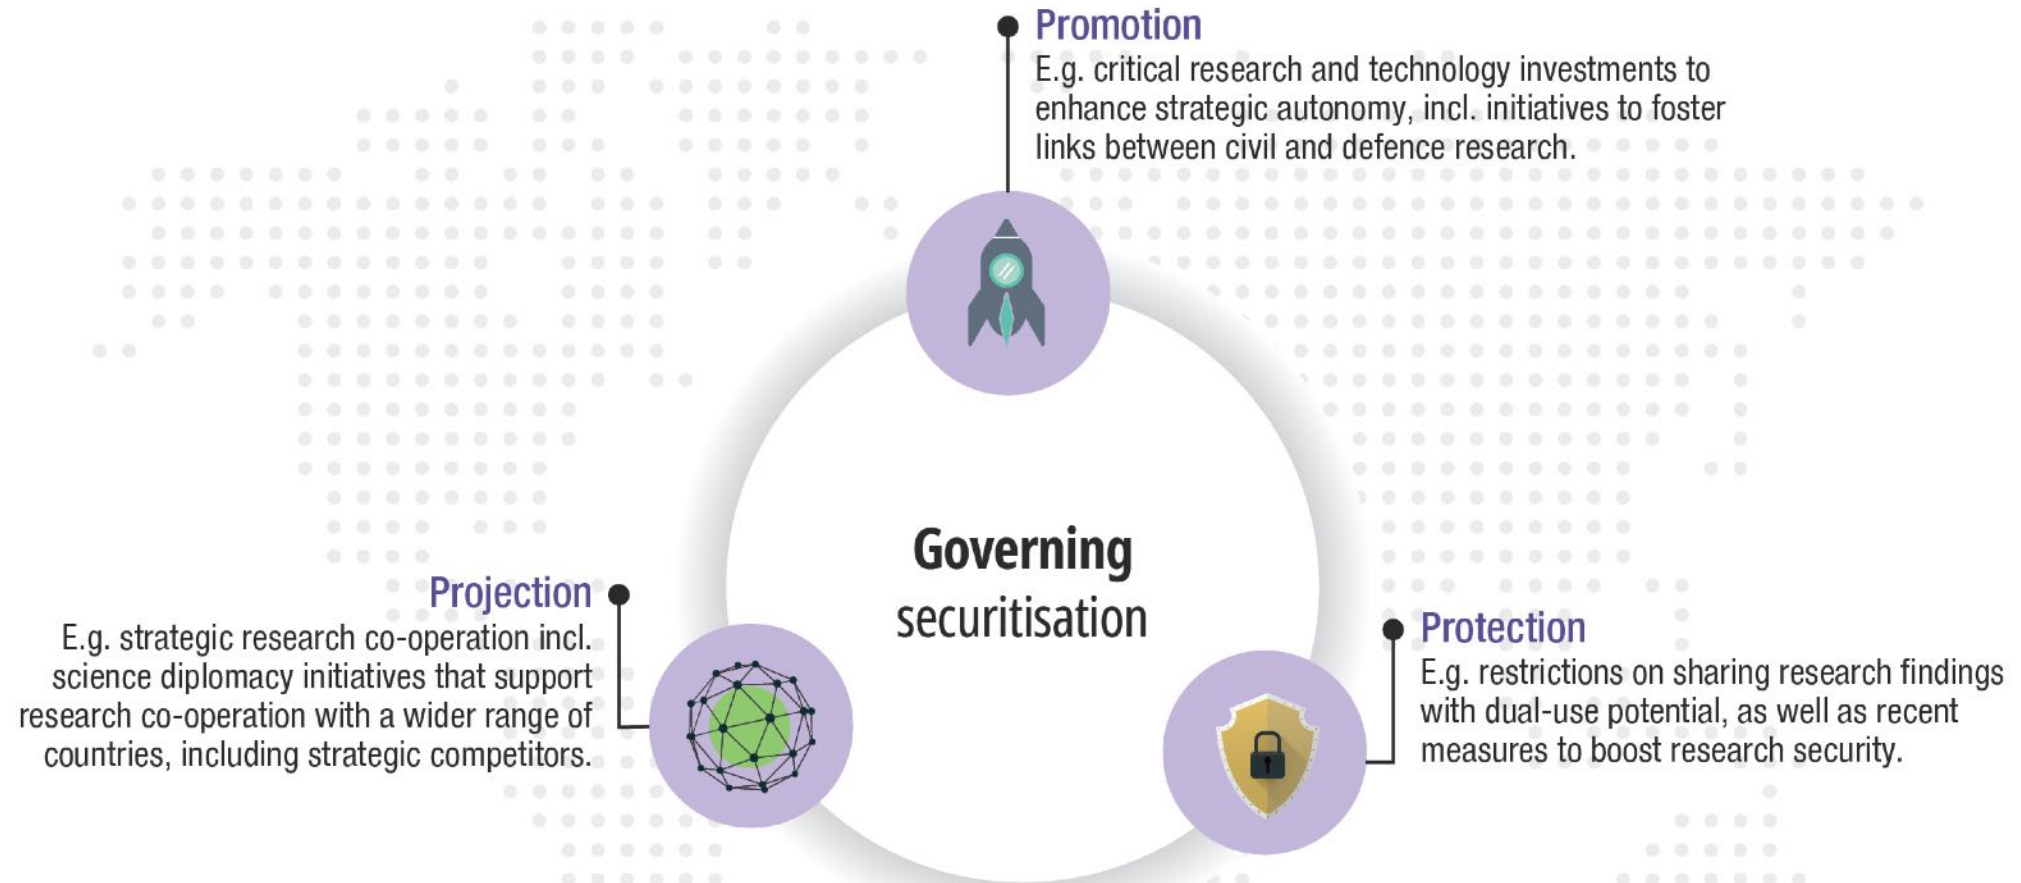 Promotion
E.g. critical research and technology investments to
enhance strategic autonomy, incl. initiatives to foster
links between civil and defence research.
Governing
securitisation
Projection
E.g. strategic research co-operation incl.
science diplomacy initiatives that support
research co-operation with a wider range of
countries, including strategic competitors.
Protection
E.g. restrictions on sharing research findings
with dual-use potential, as well as recent
measures to boost research security.